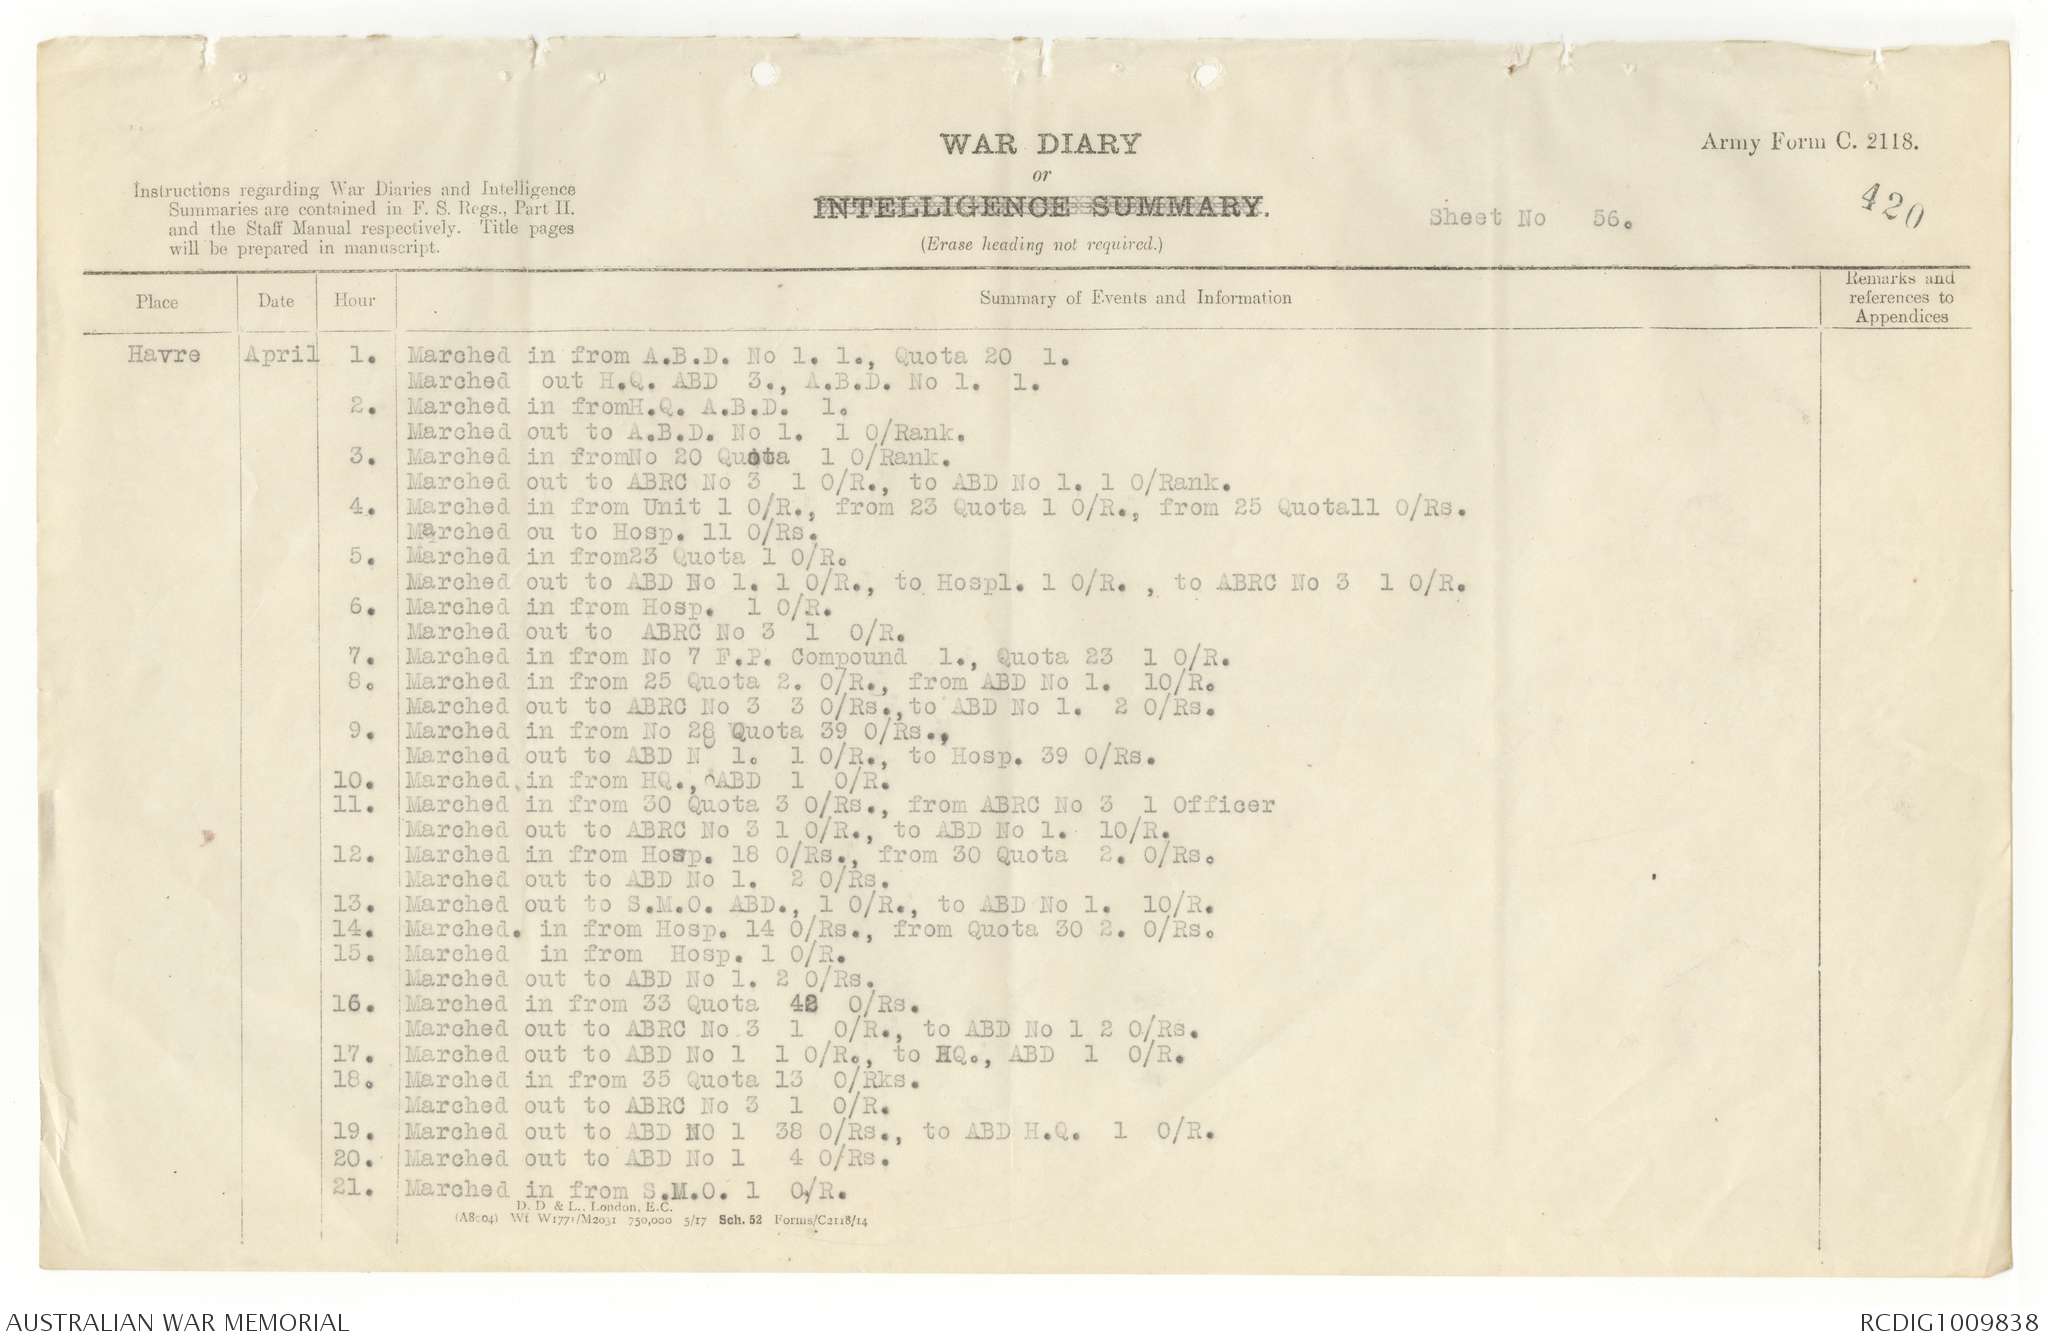 WAR DIARY
or
INTELLIGENCE SUMMARY.
(Erase heading not required.)
Army Form C. 2118.
Instructions regarding War Diaries and Intelligence
Summaries are contained in F. S. Regs., Part II.
and the Staff Manual respectively. Title pages
will be prepared in manuscript.
Sheet No 56.
420
Place
Date
Hour
Summary of Events and Information
Remarks and
references to
Appendices
Havre April 1. Marched in from A.B.D. No 1. 1., Quota 20 1.
Marched out H.Q. ABD 3., A.B.D. No 1. 1.
2. Marched in fromH.Q. A.B.D. 1.
Marched out to A.B.D. No 1. 1 O/Rank.
3. Marched in fromNo 20 Quota 1 O/Rank.
Marched out to ABRC No 3 1 O/R., to ABD No 1. 1 O/Rank.
4. Marched in from Unit 1 O/R., from 23 Quota 1 O/R., from 25 Quota11 O/Rs.
Marched ou to Hosp. 11 O/Rs.
5. Marched in from23 Quota 1 O/R.
Marched out to ABD No 1. 1 O/R., to Hospl. 1 O/R. , to ABRC No 3 1 O/R.
6. Marched in from Hosp. 1 O/R.
Marched out to ABRC No 3 1 O/R.
7. Marched in from No 7 F.P. Compound 1., Quota 23 1 O/R.
8. Marched in from 25 Quota 2. O/R., from ABD No 1. 1O/R.
Marched out to ABRC No 3 3 O/Rs.,to ABD No 1. 2 O/Rs.
9. Marched in from No 28 Quota 39 O/Rs.,
Marched out to ABD N 1. 1 O/R., to Hosp. 39 O/Rs.
10. Marched in from HQ., ABD 1 O/R.
11. Marched in from 30 Quota 3 O/Rs., from ABRC No 3 1 Officer
Marched out to ABRC No 3 1 O/R., to ABD No 1. 1O/R.
12. Marched in from Hosp. 18 O/Rs., from 30 Quota 2. O/Rs.
Marched out to ABD No 1. 2 O/Rs.
13. Marched out to S.M.O. ABD., 1 O/R., to ABD No 1. 1O/R.
14. Marched. in from Hosp. 14 O/Rs., from Quota 30 2. O/Rs.
15. Marched in from Hosp. 1 O/R.
Marched out to ABD No 1. 2 O/Rs.
16. Marched in from 33 Quota 42 O/Rs.
Marched out to ABRC No 3 1 O/R., to ABD No 1 2 O/Rs.
17. Marched out to ABD No 1 1 O/R., to HQ., ABD 1 O/R.
18. Marched in from 35 Quota 13 O/Rks.
Marched out to ABRC No 3 1 O/R.
19. Marched out to ABD NO 1 38 O/Rs., to ABD H.Q. 1 O/R.
20. Marched out to ABD No 1 4 O/Rs.
21. Marched in from S.M.O. 1 O/R.
D. D & L., London, E.C.
(A8004) Wt W1771/M2031 750,000 5/17 Sch. 52 Forms/C2118/14
AUSTRALIAN WAR MEMORIAL
RCDIG1009838